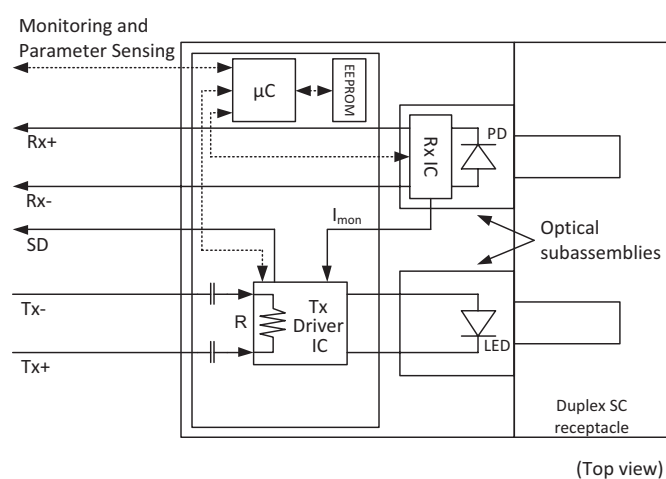 Monitoring and
Parameter Sensing
µC
EEPROM
Rx+
Rx IC
PD
Rx-
Imon
SD
Optical
subassemblies
Tx-
R
Tx
Driver
IC
LED
Tx+
Duplex SC
receptacle
(Top view)